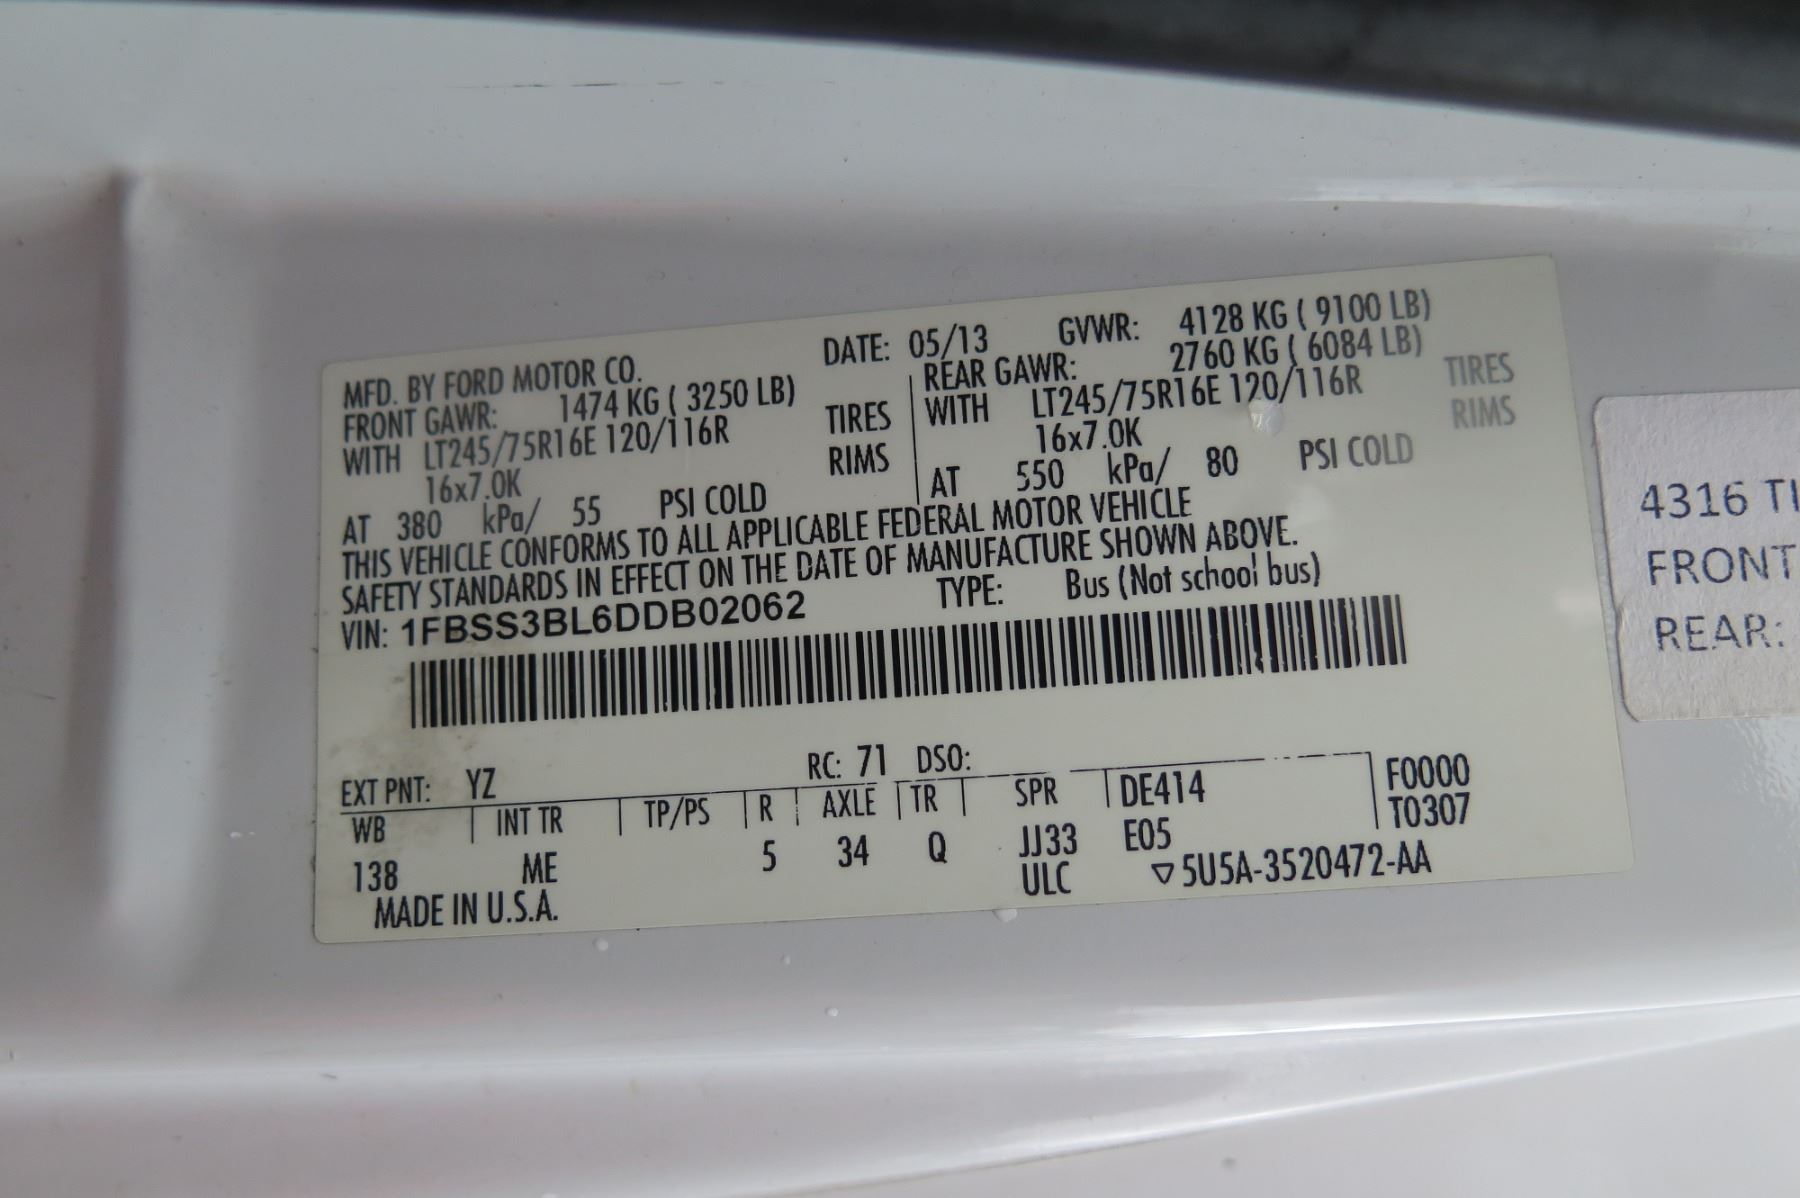 MFD. BY FORD MOTOR CO. DATE: 05/13 GVWR: 4128 KG ( 9100 LB)
FRONT GAWR: 1474 KG ( 3250 LB) REAR GAWR: 2760 KG ( 6084 LB)
WITH LT245/75R16E 120/116R TIRES WITH LT245/75R16E 120/116R TIRES
16x7.0K RIMS 16x7.0K RIMS
AT 380 kPa/ 55 PSI COLD AT 550 kPa/ 80 PSI COLD
THIS VEHICLE CONFORMS TO ALL APPLICABLE FEDERAL MOTOR VEHICLE
SAFETY STANDARDS IN EFFECT ON THE DATE OF MANUFACTURE SHOWN ABOVE.
VIN: 1FBSS3BL6DDB02062 TYPE: Bus (Not school bus)
EXT PNT: YZ RC: 71 DSO: F0000
WB INT TR TP/PS R AXLE TR SPR DE414 T0307
138 ME 5 34 Q JJ33 E05
MADE IN U.S.A. ULC ▽5U5A-3520472-AA
4316 TI
FRONT
REAR: